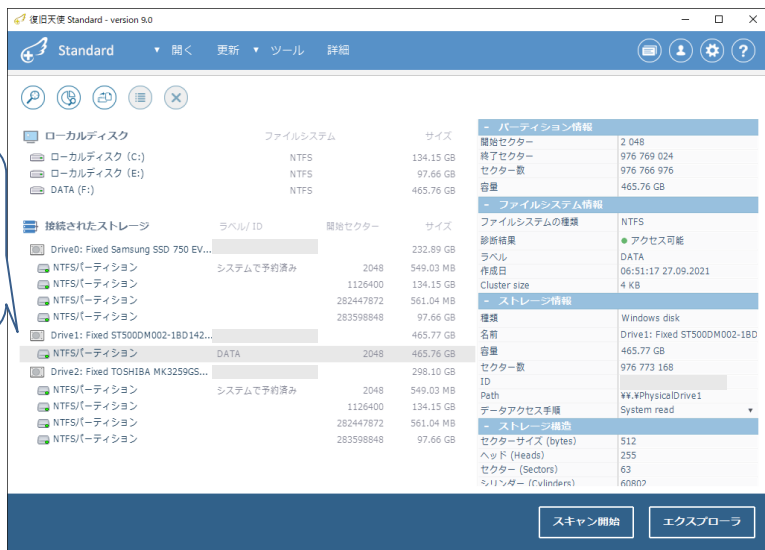 復旧天使 Standard - version 9.0
Standard ▼ 開く 更新 ▼ ツール 詳細
ローカルディスク ファイルシステム サイズ
ローカルディスク (C:) NTFS 134.15 GB
ローカルディスク (E:) NTFS 97.66 GB
DATA (F:) NTFS 465.76 GB
接続されたストレージ ラベル/ ID 開始セクター サイズ
Drive0: Fixed Samsung SSD 750 EV... 232.89 GB
NTFSパーティション システムで予約済み 2048 549.03 MB
NTFSパーティション 1126400 134.15 GB
NTFSパーティション 282447872 561.04 MB
NTFSパーティション 283598848 97.66 GB
Drive1: Fixed ST500DM002-1BD142... 465.77 GB
NTFSパーティション DATA 2048 465.76 GB
Drive2: Fixed TOSHIBA MK3259GS... 298.10 GB
NTFSパーティション システムで予約済み 2048 549.03 MB
NTFSパーティション 1126400 134.15 GB
NTFSパーティション 282447872 561.04 MB
NTFSパーティション 283598848 97.66 GB
- パーティション情報
開始セクター 2 048
終了セクター 976 769 024
セクター数 976 766 976
容量 465.76 GB
- ファイルシステム情報
ファイルシステムの種類 NTFS
診断結果 ● アクセス可能
ラベル DATA
作成日 06:51:17 27.09.2021
Cluster size 4 KB
- ストレージ情報
種類 Windows disk
名前 Drive1: Fixed ST500DM002-1BD
容量 465.77 GB
セクター数 976 773 168
ID
Path ¥¥.¥PhysicalDrive1
データアクセス手順 System read ▼
- ストレージ構造
セクターサイズ (bytes) 512
ヘッド (Heads) 255
セクター (Sectors) 63
シリンダー (Cylinders) 60802
スキャン開始 エクスプローラ